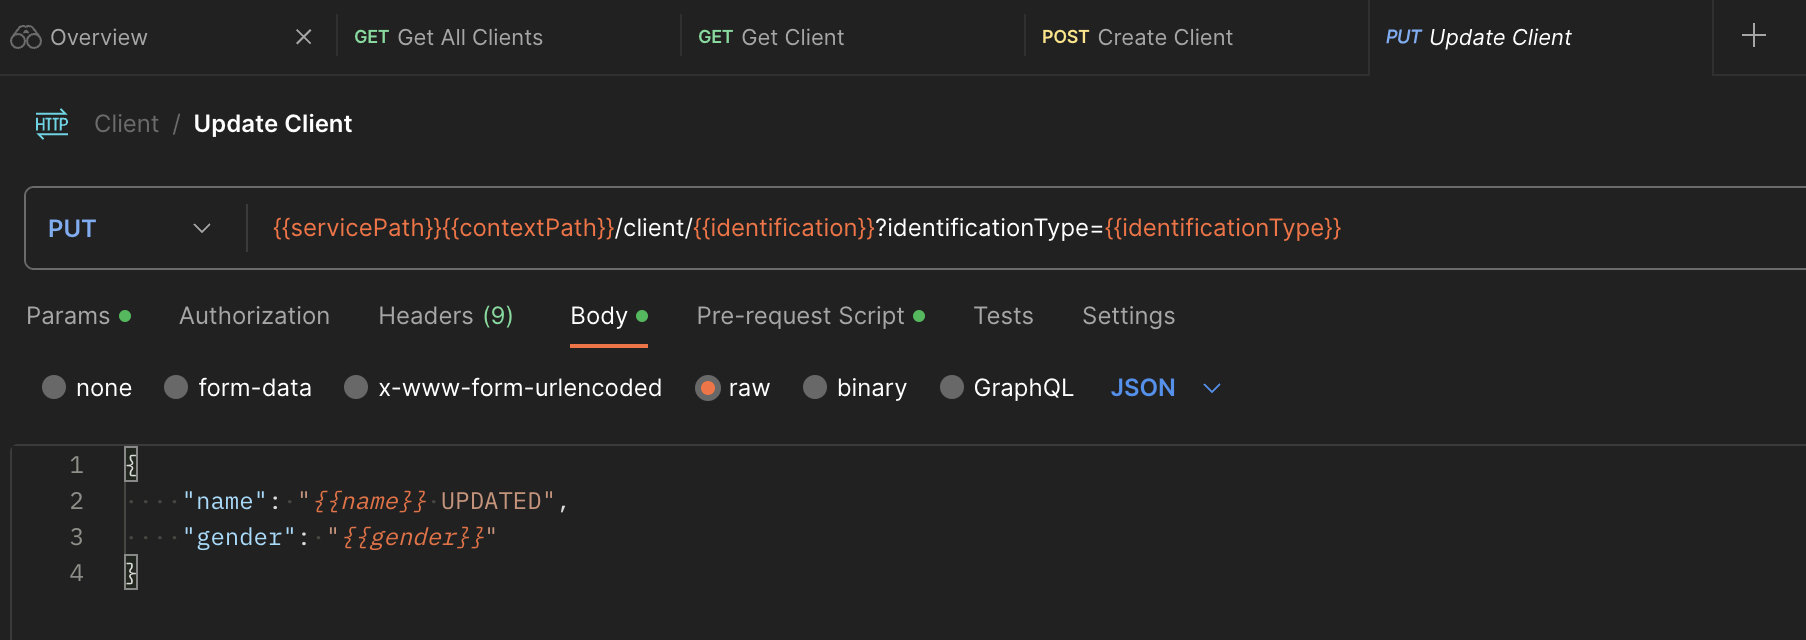 Overview
GET Get All Clients
GET Get Client
POST Create Client
PUT Update Client
HTTP Client / Update Client
PUT {{servicePath}}{{contextPath}}/client/{{identification}}?identificationType={{identificationType}}
Params Authorization Headers (9) Body Pre-request Script Tests Settings
none form-data x-www-form-urlencoded raw binary GraphQL JSON
1 {
2 "name": "{{name}} UPDATED",
3 "gender": "{{gender}}"
4 }